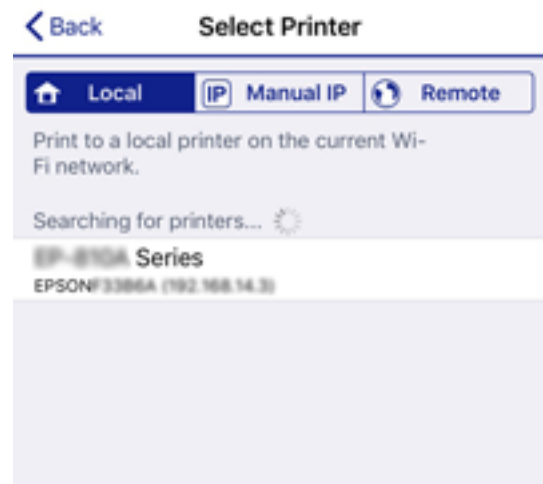 Back Select Printer
Local IP Manual IP Remote
Print to a local printer on the current Wi-
Fi network.
Searching for printers...
Series
EPSON